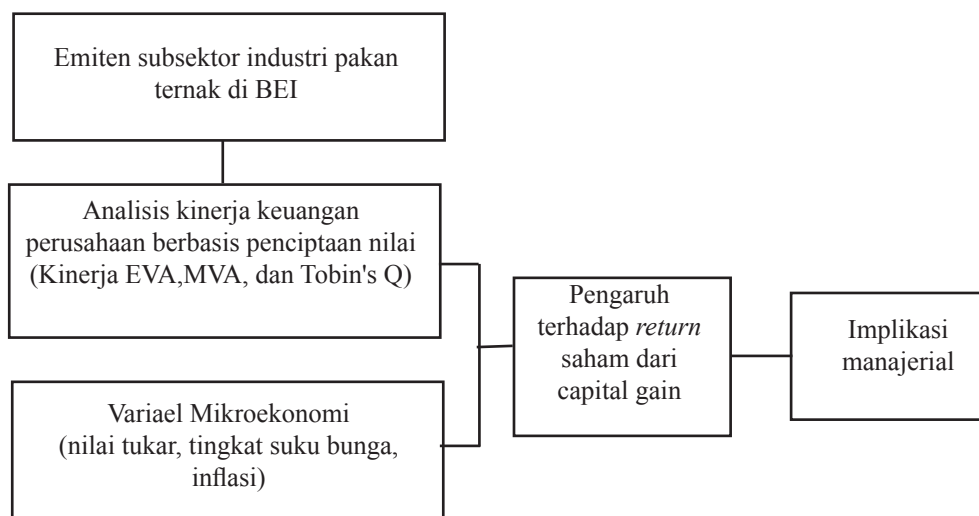 Emiten subsektor industri pakan
ternak di BEI
Analisis kinerja keuangan
perusahaan berbasis penciptaan nilai
(Kinerja EVA,MVA, dan Tobin's Q)
Variael Mikroekonomi
(nilai tukar, tingkat suku bunga,
inflasi)
Pengaruh
terhadap return
saham dari
capital gain
Implikasi
manajerial